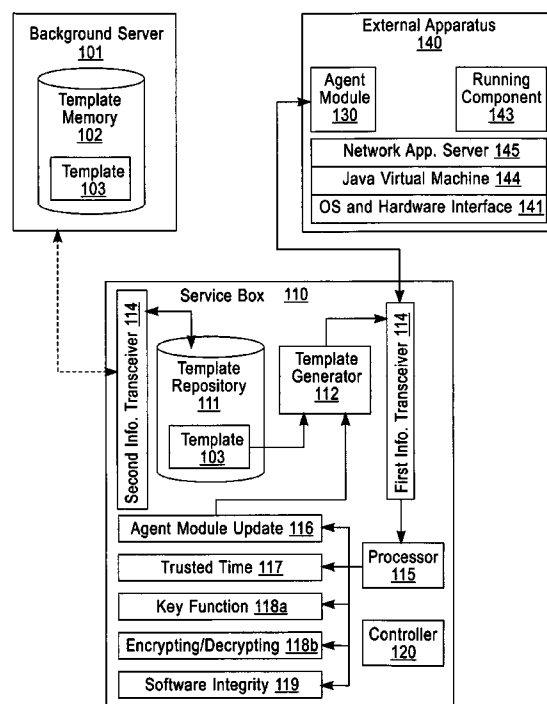 Background Server
101
Template
Memory
102
Template
103
External Apparatus
140
Agent
Module
130
Running
Component
143
Network App. Server 145
Java Virtual Machine 144
OS and Hardware Interface 141
Service Box 110
Second Info. Transceiver 114
Template
Repository
111
Template
103
Template
Generator
112
First Info. Transceiver 114
Agent Module Update 116
Trusted Time 117
Key Function 118a
Encrypting/Decrypting 118b
Software Integrity 119
Processor
115
Controller
120